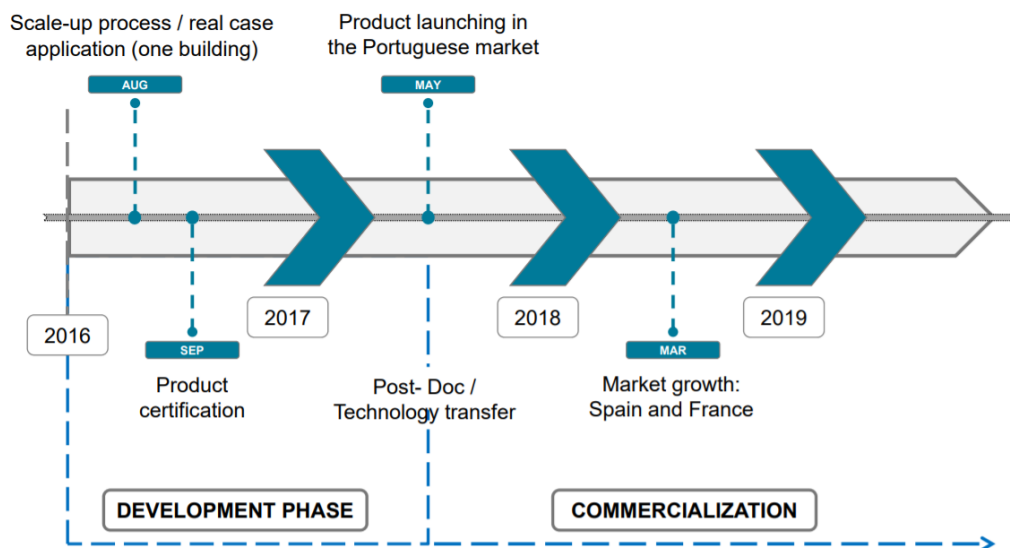 Scale-up process / real case
application (one building)
AUG
Product launching in
the Portuguese market
MAY
2016
2017
2018
2019
SEP
Product
certification
Post- Doc /
Technology transfer
MAR
Market growth:
Spain and France
DEVELOPMENT PHASE
COMMERCIALIZATION